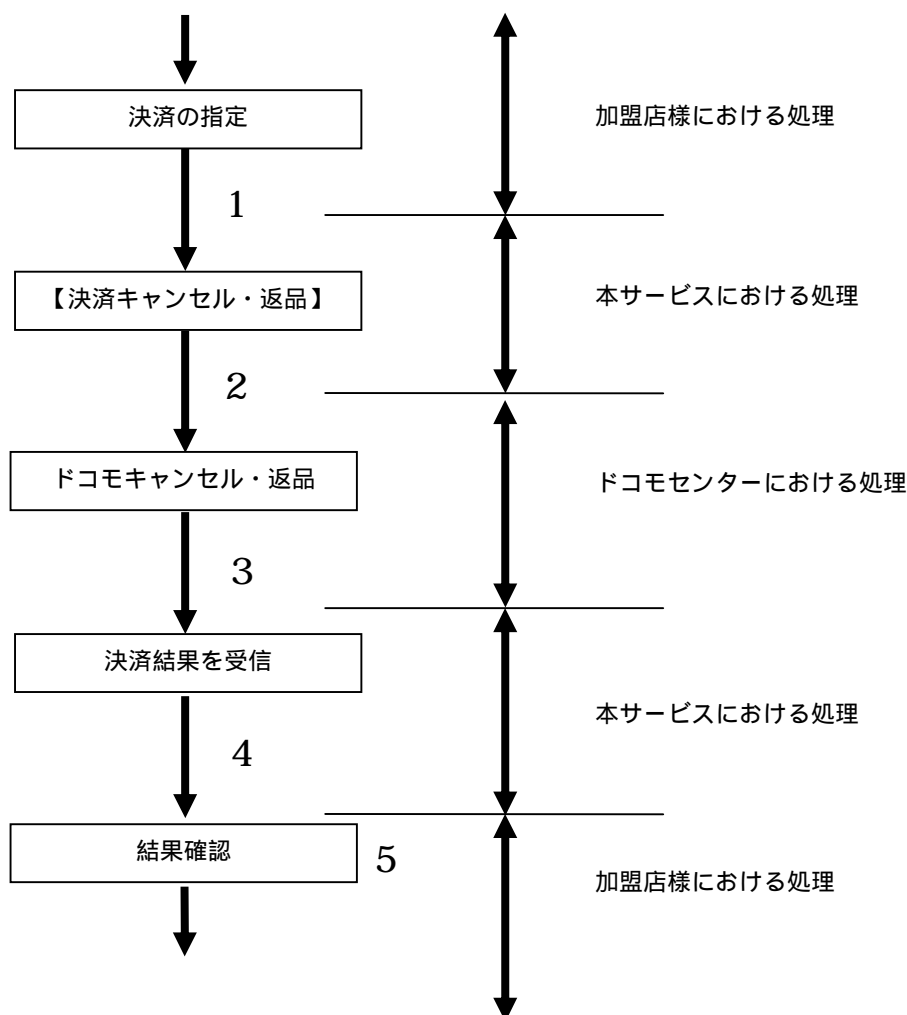 決済の指定
加盟店様における処理
1
【決済キャンセル・返品】
本サービスにおける処理
2
ドコモキャンセル・返品
ドコモセンターにおける処理
3
決済結果を受信
本サービスにおける処理
4
結果確認
5
加盟店様における処理